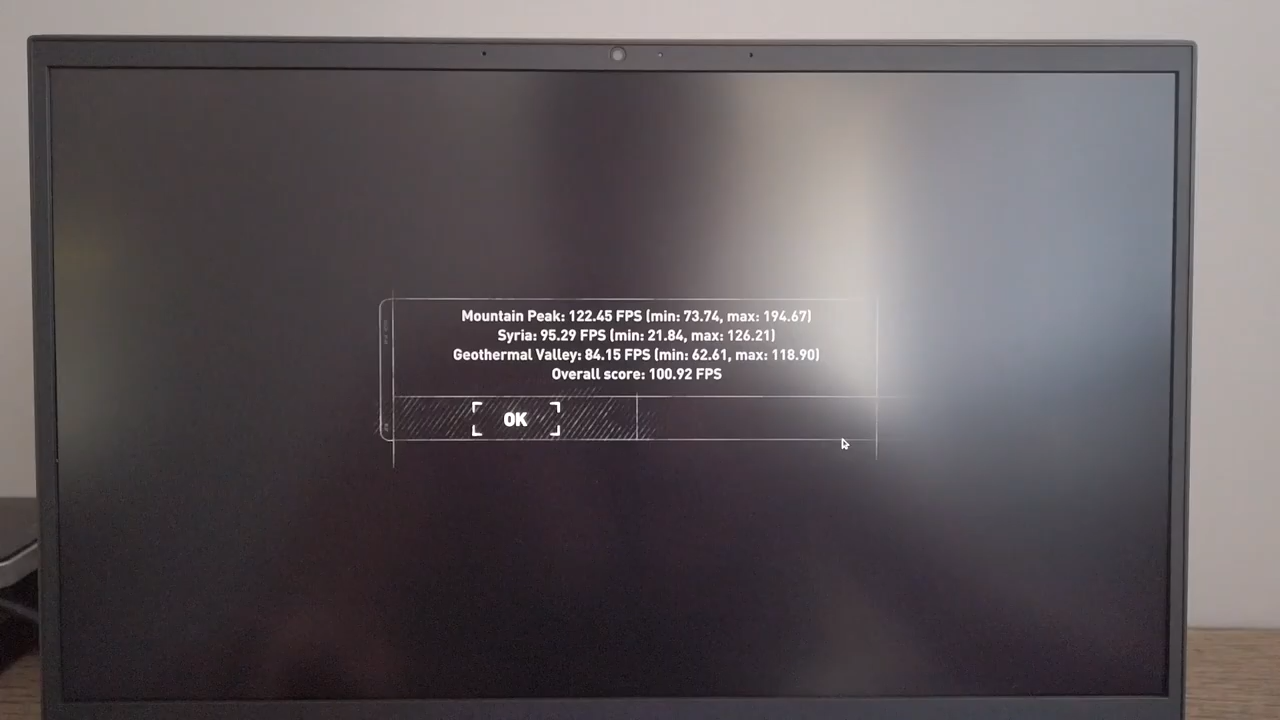 Mountain Peak: 122.45 FPS (min: 73.74, max: 194.67)
Syria: 95.29 FPS (min: 21.84, max: 126.21)
Geothermal Valley: 84.15 FPS (min: 62.61, max: 118.90)
Overall score: 100.92 FPS
OK